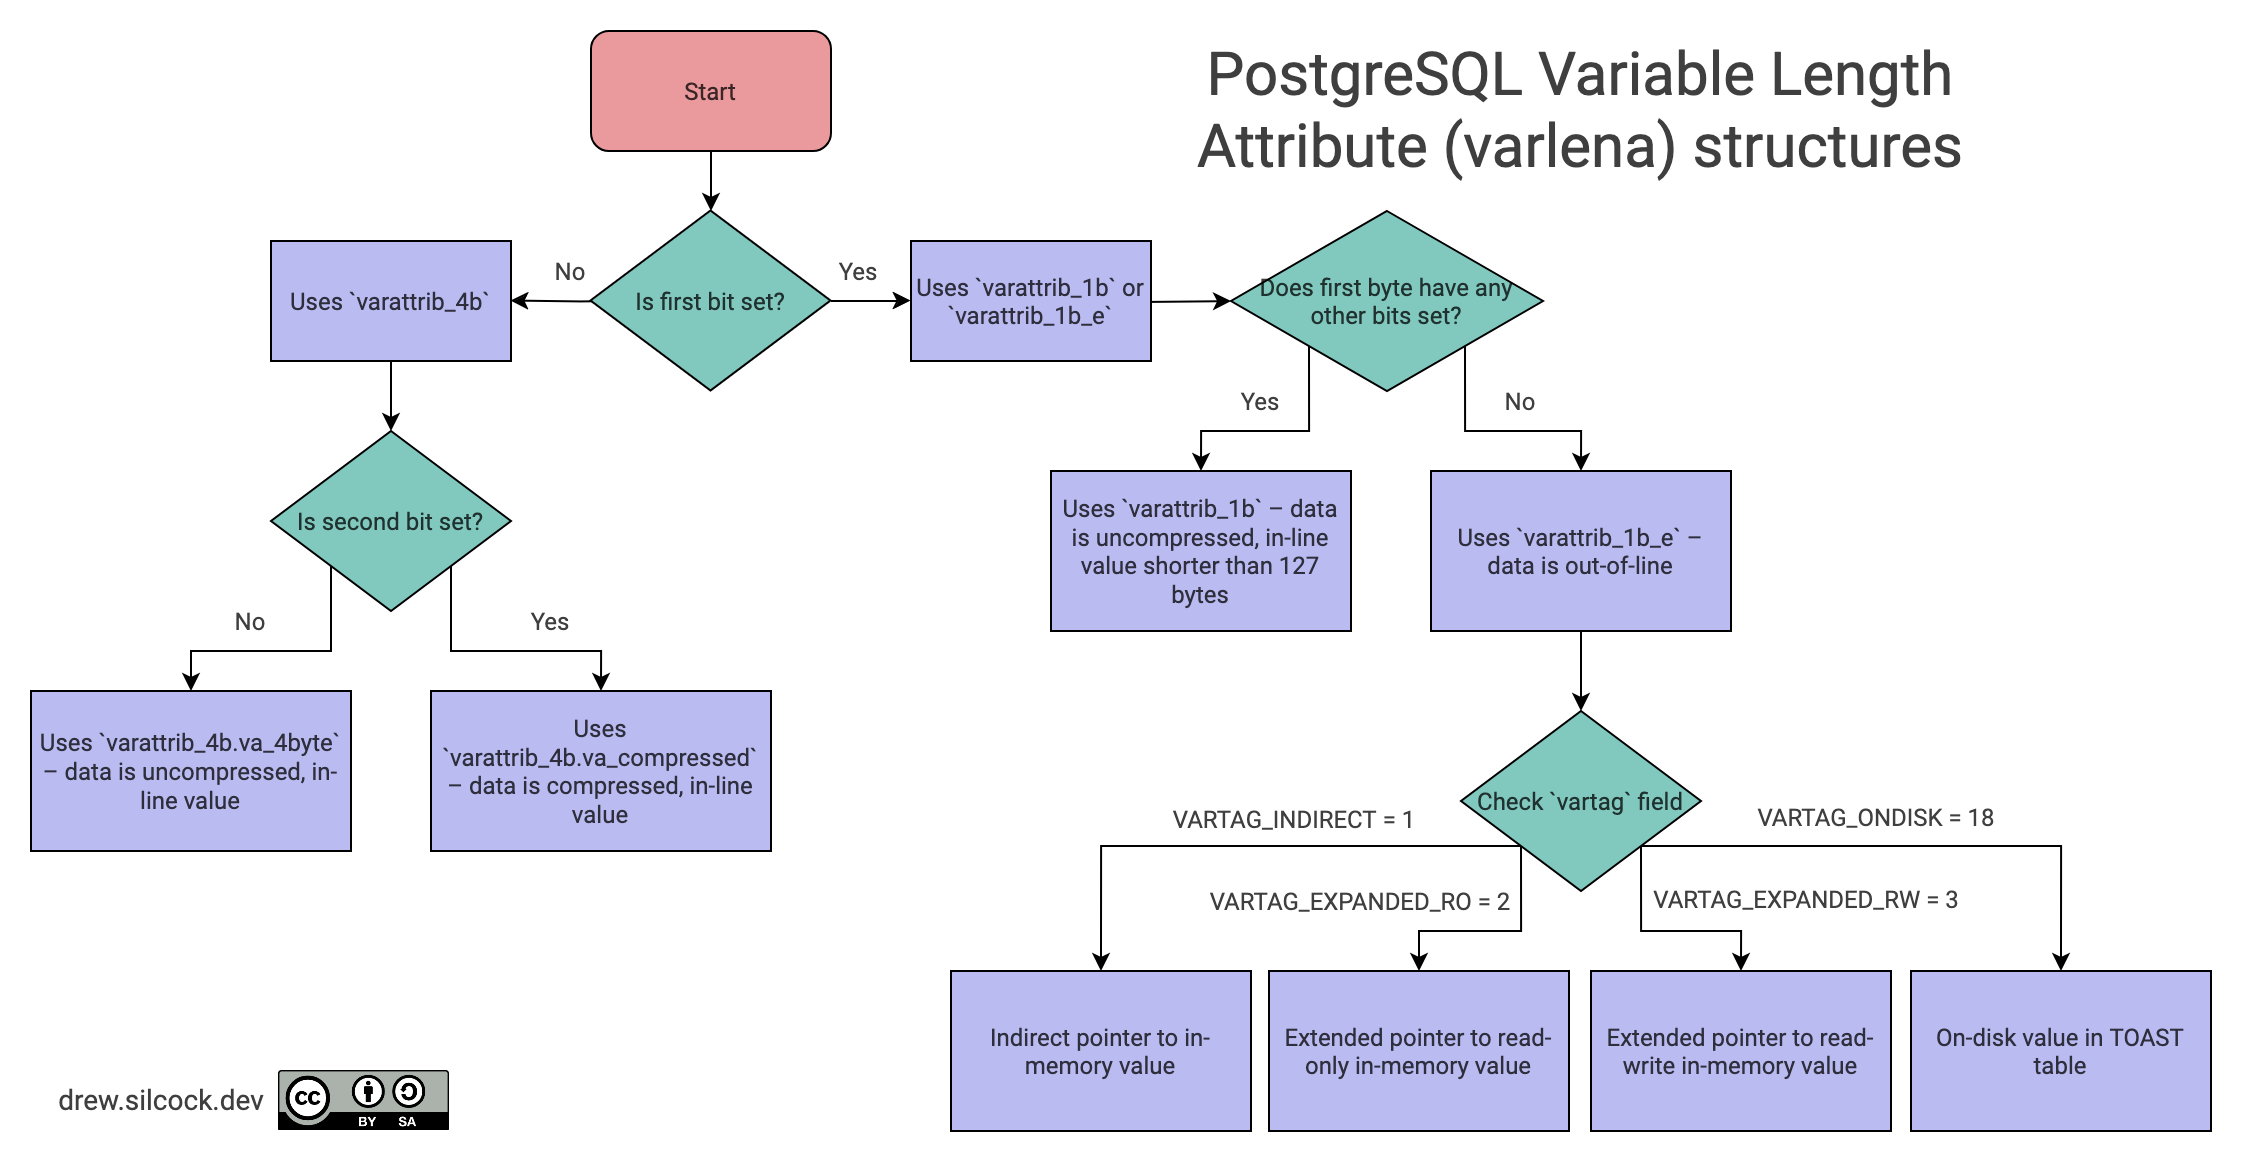 PostgreSQL Variable Length
Attribute (varlena) structures
Start
Is first bit set?
No
Yes
Uses `varattrib_4b`
Uses `varattrib_1b` or
`varattrib_1b_e`
Does first byte have any
other bits set?
Yes
No
Is second bit set?
No
Yes
Uses `varattrib_1b` – data
is uncompressed, in-line
value shorter than 127
bytes
Uses `varattrib_1b_e` –
data is out-of-line
Uses `varattrib_4b.va_4byte`
– data is uncompressed, in-
line value
Uses
`varattrib_4b.va_compressed`
– data is compressed, in-line
value
Check `vartag` field
VARTAG_INDIRECT = 1
VARTAG_ONDISK = 18
VARTAG_EXPANDED_RO = 2
VARTAG_EXPANDED_RW = 3
Indirect pointer to in-
memory value
Extended pointer to read-
only in-memory value
Extended pointer to read-
write in-memory value
On-disk value in TOAST
table
drew.silcock.dev
cc
BY SA